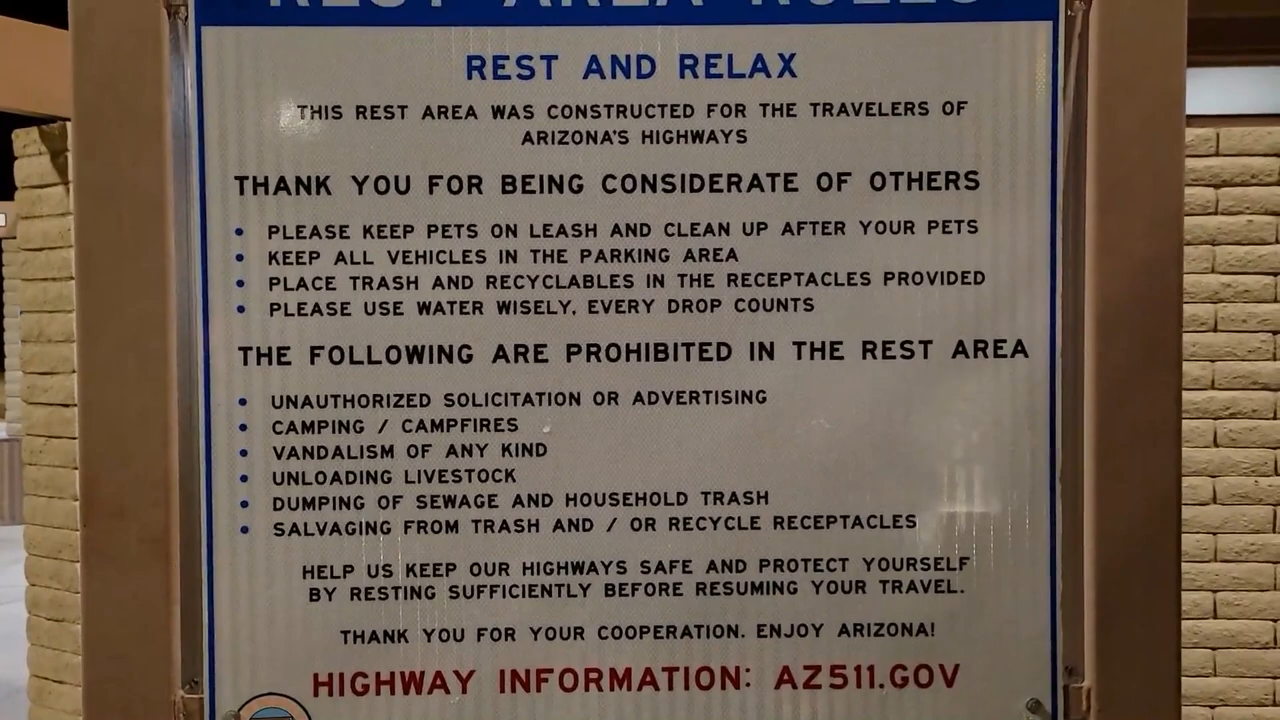 REST AREA RULES
REST AND RELAX
THIS REST AREA WAS CONSTRUCTED FOR THE TRAVELERS OF
ARIZONA'S HIGHWAYS
THANK YOU FOR BEING CONSIDERATE OF OTHERS
• PLEASE KEEP PETS ON LEASH AND CLEAN UP AFTER YOUR PETS
• KEEP ALL VEHICLES IN THE PARKING AREA
• PLACE TRASH AND RECYCLABLES IN THE RECEPTACLES PROVIDED
• PLEASE USE WATER WISELY, EVERY DROP COUNTS
THE FOLLOWING ARE PROHIBITED IN THE REST AREA
• UNAUTHORIZED SOLICITATION OR ADVERTISING
• CAMPING / CAMPFIRES
• VANDALISM OF ANY KIND
• UNLOADING LIVESTOCK
• DUMPING OF SEWAGE AND HOUSEHOLD TRASH
• SALVAGING FROM TRASH AND / OR RECYCLE RECEPTACLES
HELP US KEEP OUR HIGHWAYS SAFE AND PROTECT YOURSELF
BY RESTING SUFFICIENTLY BEFORE RESUMING YOUR TRAVEL.
THANK YOU FOR YOUR COOPERATION. ENJOY ARIZONA!
HIGHWAY INFORMATION: AZ511.GOV